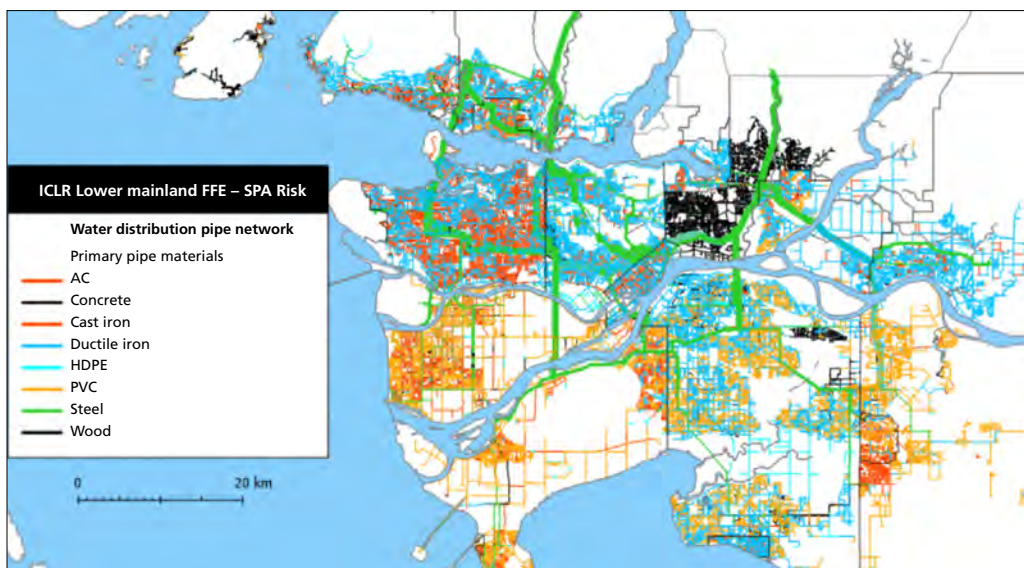 ICLR Lower mainland FFE – SPA Risk
Water distribution pipe network
Primary pipe materials
AC
Concrete
Cast iron
Ductile iron
HDPE
PVC
Steel
Wood
0 20 km